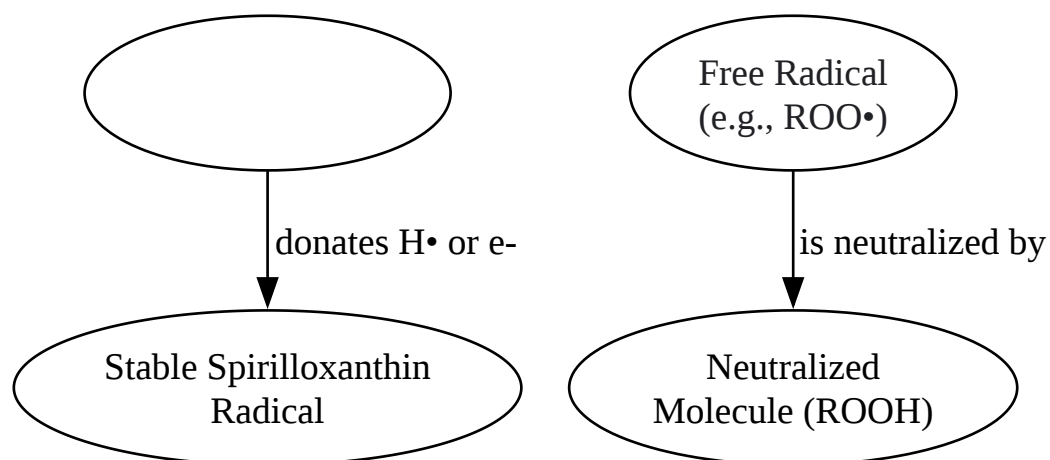 Free Radical
(e.g., ROO•)
donates H• or e-
is neutralized by
Stable Spirilloxanthin
Radical
Neutralized
Molecule (ROOH)